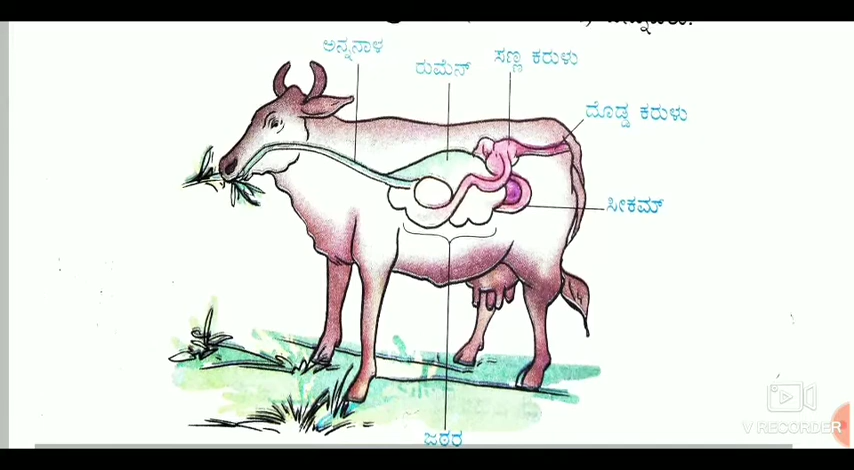 ಅನ್ನನಾಳ
ರುಮೆನ್
ಸಣ್ಣ ಕರುಳು
ದೊಡ್ಡ ಕರುಳು
ಸೀಕಮ್
ಜಠರ
V RECORDER